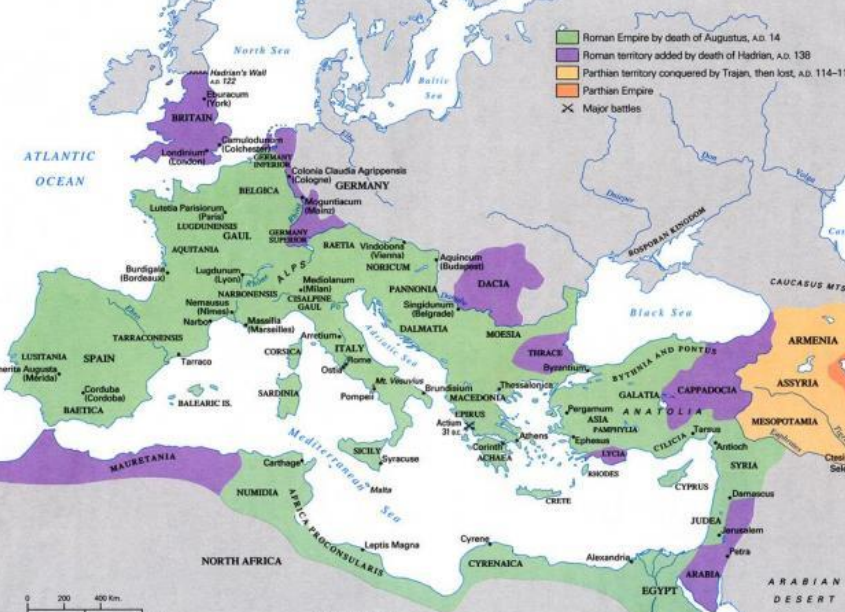 Roman Empire by death of Augustus, A.D. 14
Roman territory added by death of Hadrian, A.D. 138
Parthian territory conquered by Trajan, then lost, A.D. 114–11
Parthian Empire
Major battles
North Sea
Baltic
Sea
Hadrian's Wall
A.D. 122
Eburacum
(York)
BRITAIN
Camulodunum
(Colchester)
Londinium
(London)
ATLANTIC
OCEAN
GERMANY
INFERIOR
Colonia Claudia Agrippensis
(Cologne)
GERMANY
BELGICA
Moguntiacum
(Mainz)
Elbe
Rhine
Don
Volga
Dnieper
Lutetia Parisiorum
(Paris)
LUGDUNENSIS
GAUL
GERMANY
SUPERIOR
AQUITANIA
BAETIA
Vindobona
(Vienna)
NORICUM
Aquincum
(Budapest)
BOSPORAN KINGDOM
Burdigala
(Bordeaux)
Lugdunum
(Lyon)
Rhône
ALPS
Mediolanum
(Milan)
PANNONIA
DACIA
CAUCASUS MTS
NARBONENSIS
CISALPINE
GAUL
Singidunum
(Belgrade)
Danube
Nemausus
(Nîmes)
Narbo
Massilia
(Marseilles)
Ebro
Black Sea
TARRACONENSIS
DALMATIA
MOESIA
ARMENIA
Arretium
Adriatic Sea
THRACE
LUSITANIA
SPAIN
Tarraco
CORSICA
ITALY
Rome
Ostia
Byzantium
BITHYNIA AND PONTUS
ASSYRIA
erita Augusta
(Mérida)
Corduba
(Cordoba)
BAETICA
BALEARIC IS.
SARDINIA
Mt. Vesuvius
Pompeii
Brundisium
Thessalonica
MACEDONIA
GALATIA
CAPPADOCIA
ANATOLIA
MESOPOTAMIA
EPIRUS
Actium
31 B.C.
Pergamum
ASIA
PAMPHYLIA
Ephesus
CILICIA
Tarsus
Antioch
Euphrates
Athens
Corinth
ACHAEA
LYCIA
RHODES
SYRIA
Ctesi
Sele
MAURETANIA
Carthage
Mediterranean
Sea
SICILY
Syracuse
Malta
CRETE
CYPRUS
Damascus
NUMIDIA
AFRICA PROCONSULARIS
JUDEA
Jerusalem
Leptis Magna
Cyrene
Alexandria
Petra
NORTH AFRICA
CYRENAICA
ARABIA
EGYPT
ARABIAN
DESERT
0 200 400 Km.